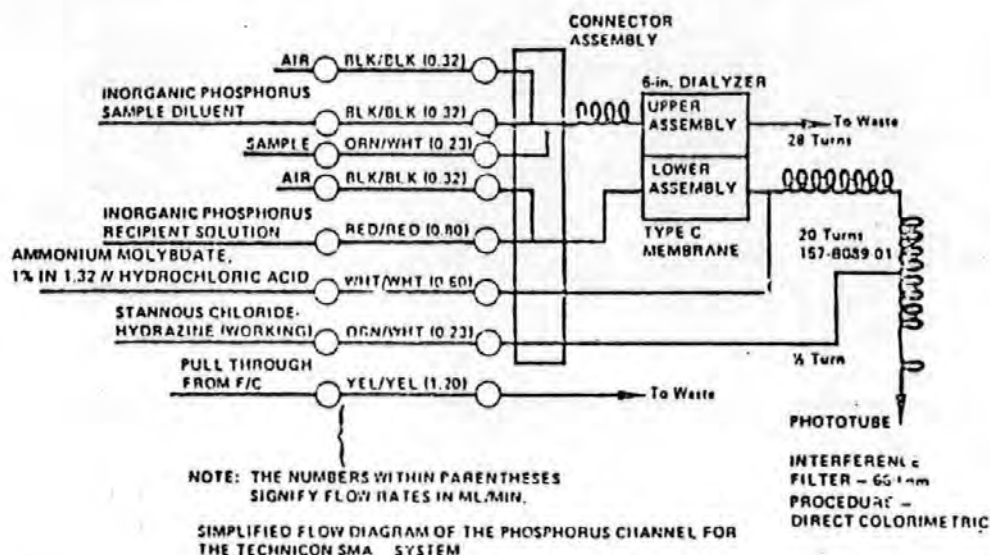 CONNECTOR
ASSEMBLY
AIR
BLK/BLK (0.32)
6-in. DIALYZER
INORGANIC PHOSPHORUS
SAMPLE DILUENT
BLK/BLK (0.32)
UPPER
ASSEMBLY
To Waste
28 Turns
SAMPLE
ORN/WHT (0.23)
AIR
BLK/BLK (0.32)
LOWER
ASSEMBLY
INORGANIC PHOSPHORUS
RECIPIENT SOLUTION
RED/RED (0.80)
TYPE C
MEMBRANE
20 Turns
157-8089 01
AMMONIUM MOLYBDATE,
1% IN 1.32 N HYDROCHLORIC ACID
WHT/WHT (0.60)
STANNOUS CHLORIDE-
HYDRAZINE (WORKING)
ORN/WHT (0.23)
½ Turn
PULL THROUGH
FROM F/C
YEL/YEL (1.20)
To Waste
PHOTOTUBE
NOTE: THE NUMBERS WITHIN PARENTHESES
SIGNIFY FLOW RATES IN ML/MIN.
INTERFERENCE
FILTER – nm
PROCEDURE –
DIRECT COLORIMETRIC
SIMPLIFIED FLOW DIAGRAM OF THE PHOSPHORUS CHANNEL FOR
THE TECHNICON SMA SYSTEM